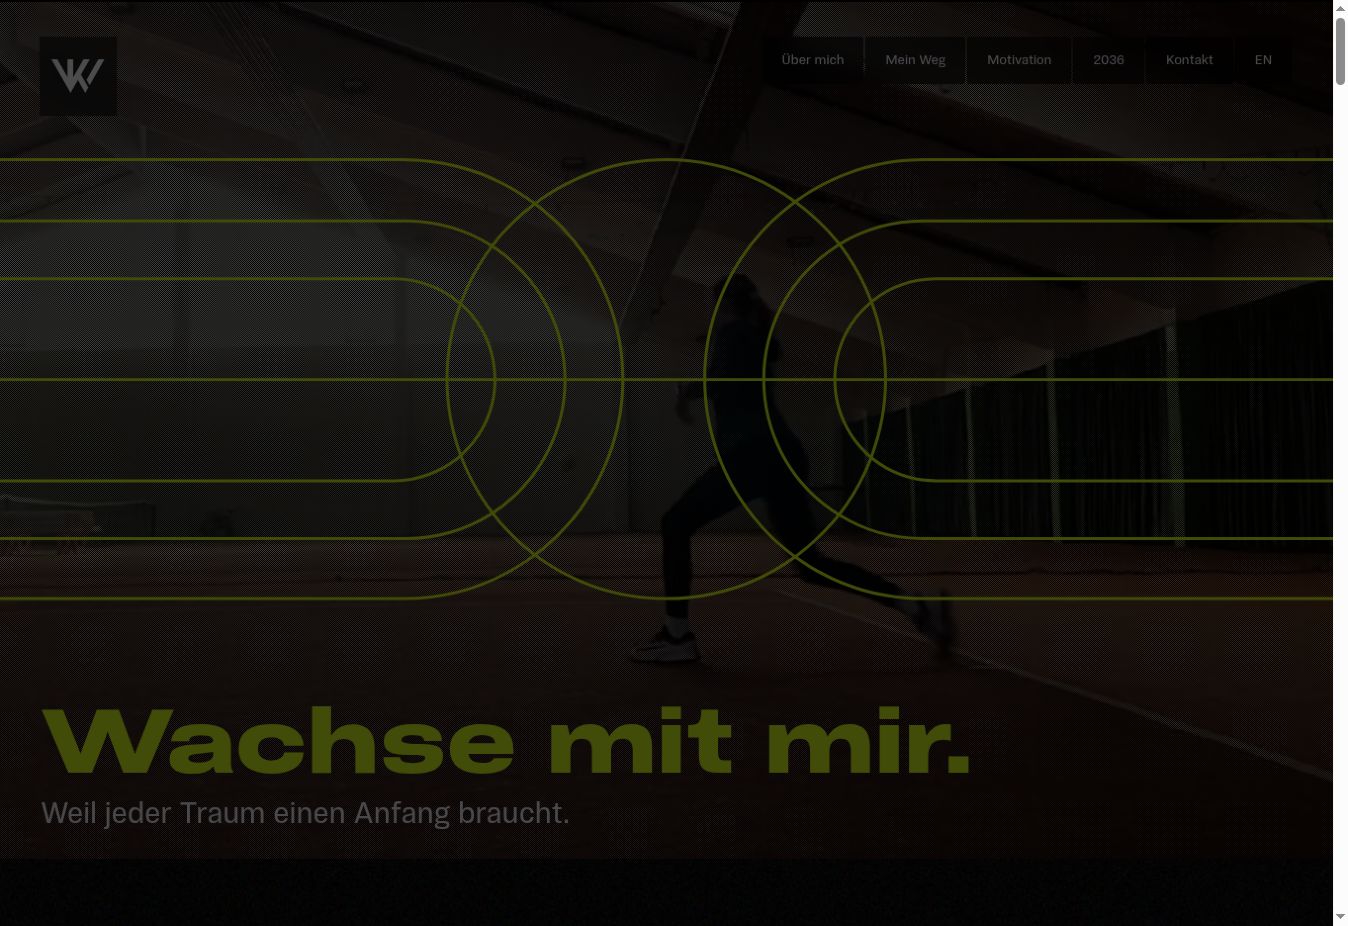 Über mich
Mein Weg
Motivation
2036
Kontakt
EN
Wachse mit mir.
Weil jeder Traum einen Anfang braucht.